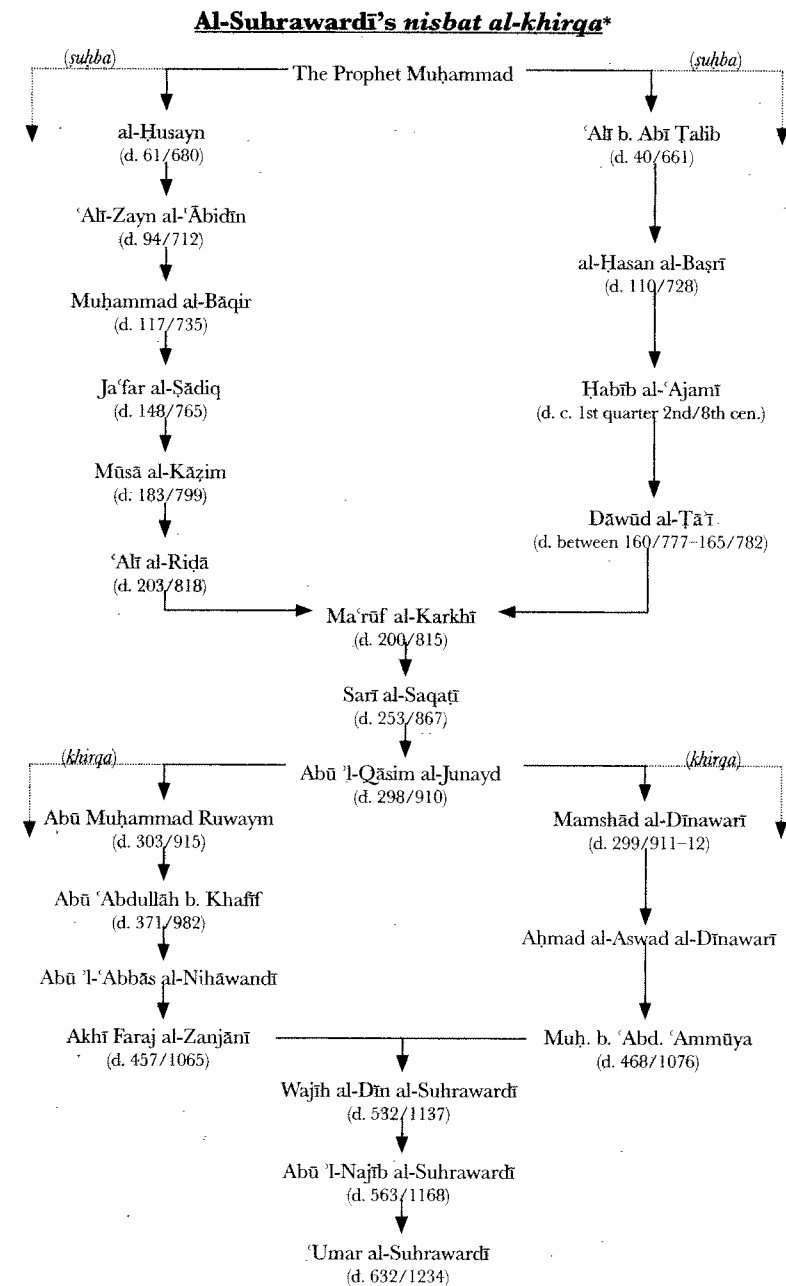 Al-Suhrawardī's nisbat al-khirqa*
(ṣuḥba)
The Prophet Muḥammad
(ṣuḥba)
al-Ḥusayn
(d. 61/680)
ʿAlī b. Abī Ṭalib
(d. 40/661)
ʿAlī-Zayn al-ʿĀbidīn
(d. 94/712)
al-Ḥasan al-Baṣrī
(d. 110/728)
Muḥammad al-Bāqir
(d. 117/735)
Jaʿfar al-Ṣādiq
(d. 148/765)
Ḥabīb al-ʿAjamī
(d. c. 1st quarter 2nd/8th cen.)
Mūsā al-Kāẓim
(d. 183/799)
Dāwūd al-Ṭāʾī
(d. between 160/777–165/782)
ʿAlī al-Riḍā
(d. 203/818)
Maʿrūf al-Karkhī
(d. 200/815)
Sarī al-Saqaṭī
(d. 253/867)
(khirqa)
Abū ʾl-Qāsim al-Junayd
(d. 298/910)
(khirqa)
Abū Muḥammad Ruwaym
(d. 303/915)
Mamshād al-Dīnawarī
(d. 299/911–12)
Abū ʿAbdullāh b. Khafīf
(d. 371/982)
Aḥmad al-Aswad al-Dīnawarī
Abū ʾl-ʿAbbās al-Nihāwandī
Akhī Faraj al-Zanjānī
(d. 457/1065)
Muḥ. b. ʿAbd. ʿAmmūya
(d. 468/1076)
Wajīh al-Dīn al-Suhrawardī
(d. 532/1137)
Abū ʾl-Najīb al-Suhrawardī
(d. 563/1168)
ʿUmar al-Suhrawardī
(d. 632/1234)